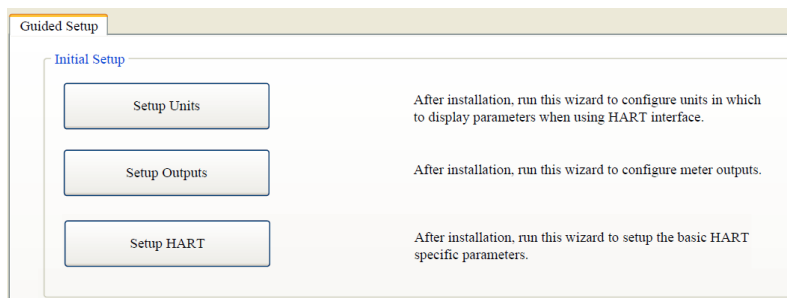 Guided Setup
Initial Setup
Setup Units
After installation, run this wizard to configure units in which
to display parameters when using HART interface.
Setup Outputs
After installation, run this wizard to configure meter outputs.
Setup HART
After installation, run this wizard to setup the basic HART
specific parameters.